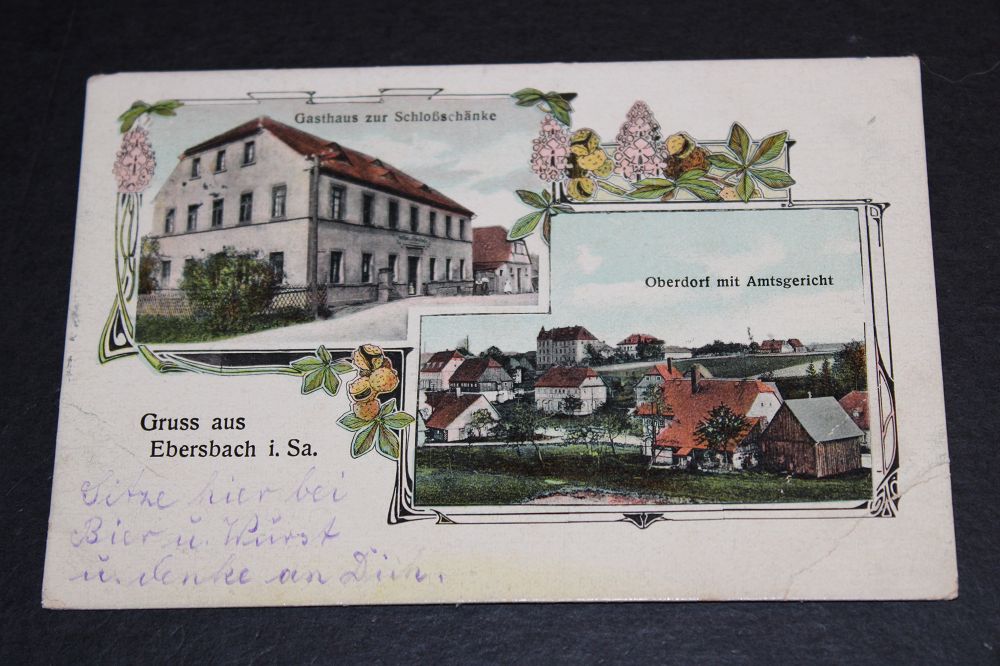 Gasthaus zur Schloßschänke
Oberdorf mit Amtsgericht
Gruss aus
Ebersbach i. Sa.
Sitze hier bei
Bier u. Wurst
u. denke an Dich.